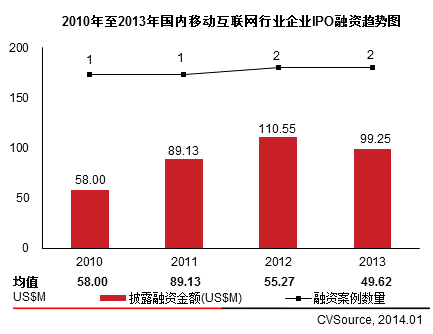 2010年至2013年国内移动互联网行业企业IPO融资趋势图
200
150
100
50
0
1 1 2 2
58.00 89.13 110.55 99.25
2010 2011 2012 2013
均值 58.00 89.13 55.27 49.62
US$M 披露融资金额(US$M) 融资案例数量
CVSource, 2014.01